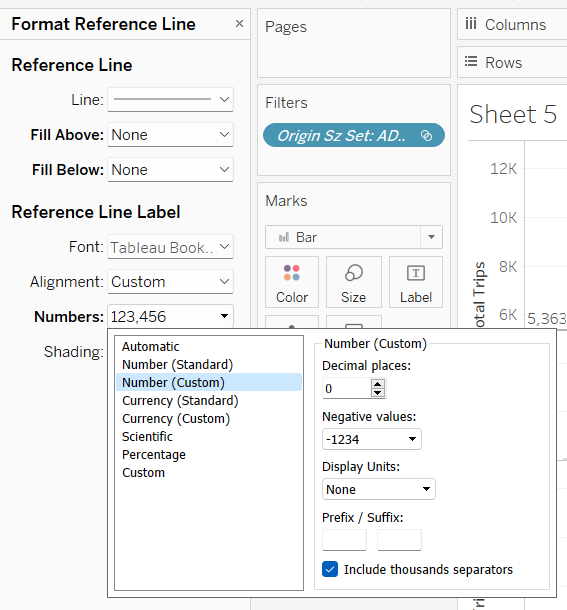 Format Reference Line ×
Reference Line
Line:
Fill Above: None
Fill Below: None
Reference Line Label
Font: Tableau Book..
Alignment: Custom
Numbers: 123,456
Shading:
Automatic
Number (Standard)
Number (Custom)
Currency (Standard)
Currency (Custom)
Scientific
Percentage
Custom
Number (Custom)
Decimal places:
0
Negative values:
-1234
Display Units:
None
Prefix / Suffix:
Include thousands separators
Pages
Filters
Origin Sz Set: AD..
Marks
Bar
Color Size Label
Columns
Rows
Sheet 5
12K
10K
8K
6K
5,363
otal Trips